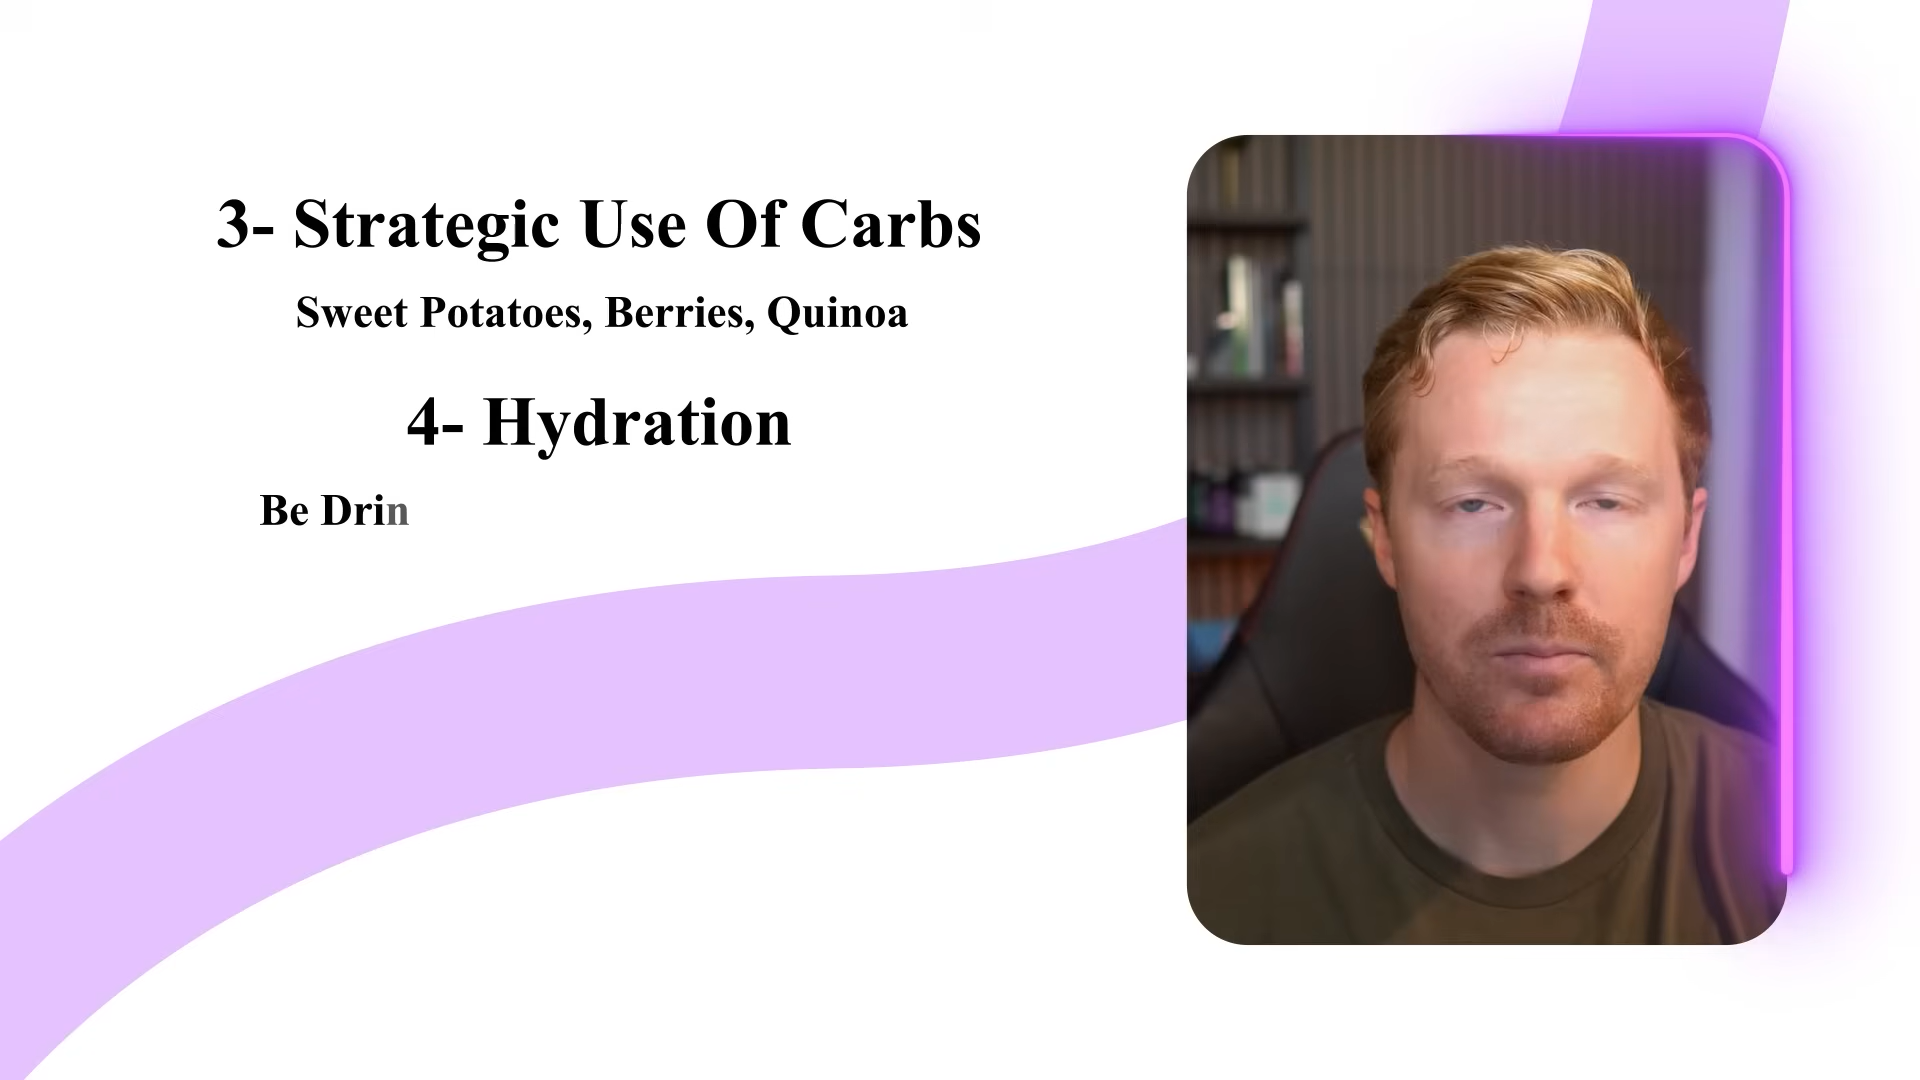 3- Strategic Use Of Carbs
Sweet Potatoes, Berries, Quinoa
4- Hydration
Be Drin